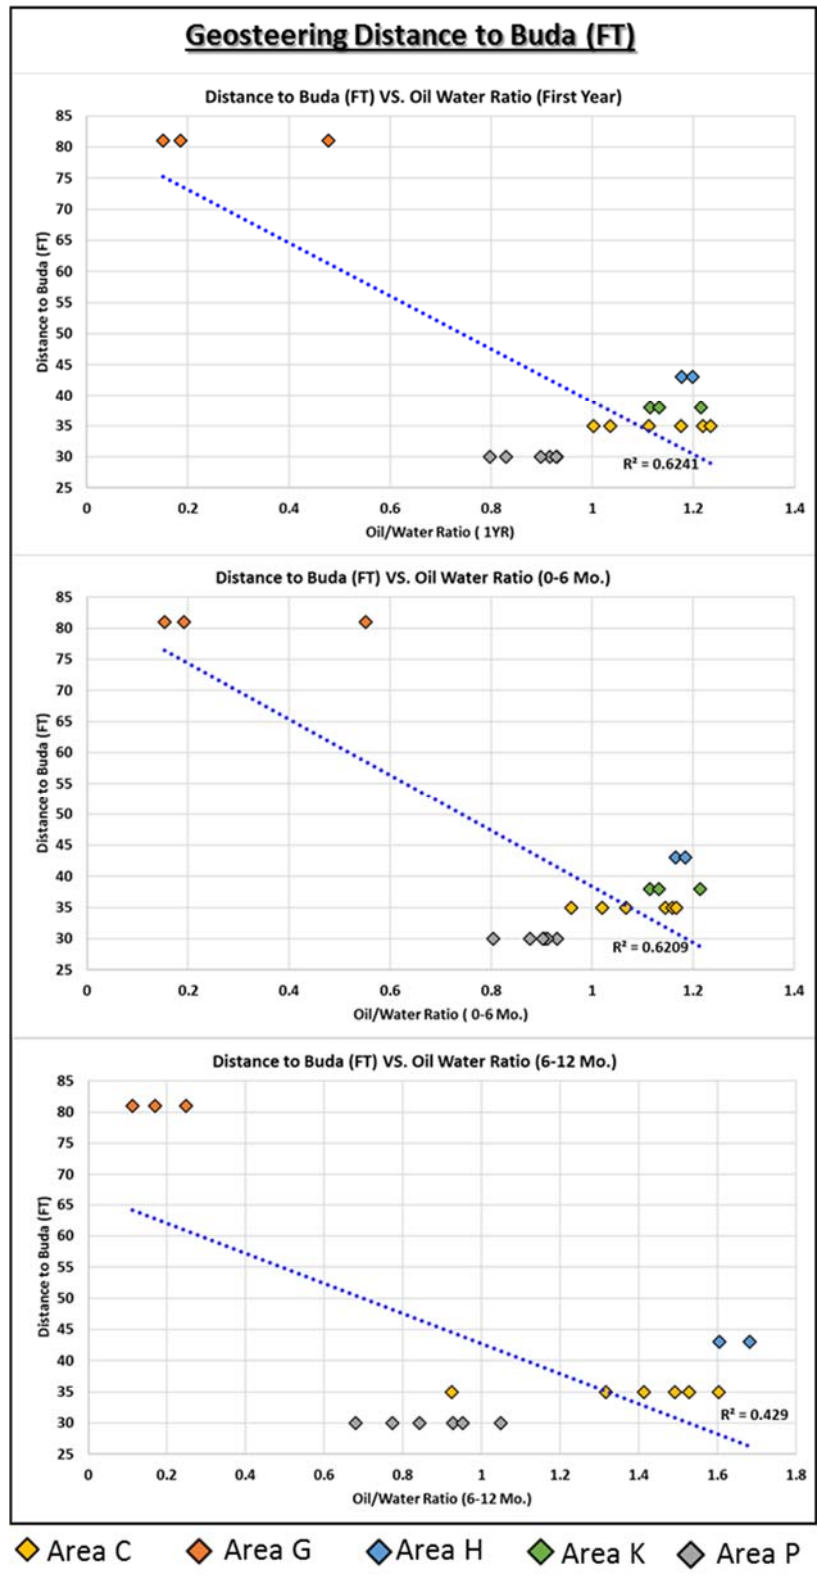 Geosteering Distance to Buda (FT)
Distance to Buda (FT) VS. Oil Water Ratio (First Year)
Distance to Buda (FT)
85
80
75
70
65
60
55
50
45
40
35
30
25
R² = 0.6241
0 0.2 0.4 0.6 0.8 1 1.2 1.4
Oil/Water Ratio ( 1YR)
Distance to Buda (FT) VS. Oil Water Ratio (0-6 Mo.)
Distance to Buda (FT)
85
80
75
70
65
60
55
50
45
40
35
30
25
R² = 0.6209
0 0.2 0.4 0.6 0.8 1 1.2 1.4
Oil/Water Ratio ( 0-6 Mo.)
Distance to Buda (FT) VS. Oil Water Ratio (6-12 Mo.)
Distance to Buda (FT)
85
80
75
70
65
60
55
50
45
40
35
30
25
R² = 0.429
0 0.2 0.4 0.6 0.8 1 1.2 1.4 1.6 1.8
Oil/Water Ratio (6-12 Mo.)
Area C Area G Area H Area K Area P